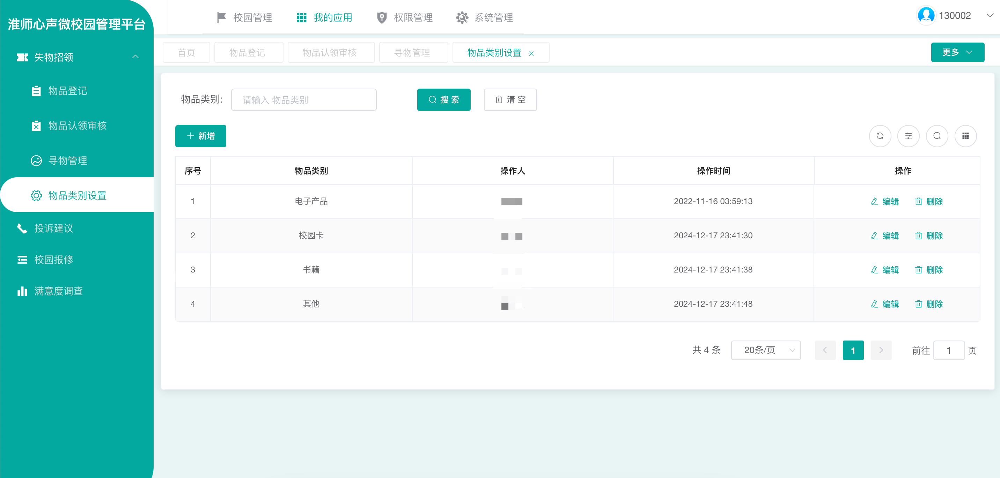 淮师心声微校园管理平台
校园管理 我的应用 权限管理 系统管理
130002
失物招领
物品登记
物品认领审核
寻物管理
物品类别设置
投诉建议
校园报修
满意度调查
首页 物品登记 物品认领审核 寻物管理 物品类别设置 更多
物品类别: 请输入 物品类别 搜 索 清 空
新增
序号 物品类别 操作人 操作时间 操作
1 电子产品 2022-11-16 03:59:13 编辑 删除
2 校园卡 2024-12-17 23:41:30 编辑 删除
3 书籍 2024-12-17 23:41:38 编辑 删除
4 其他 2024-12-17 23:41:48 编辑 删除
共 4 条 20条/页 1 前往 1 页